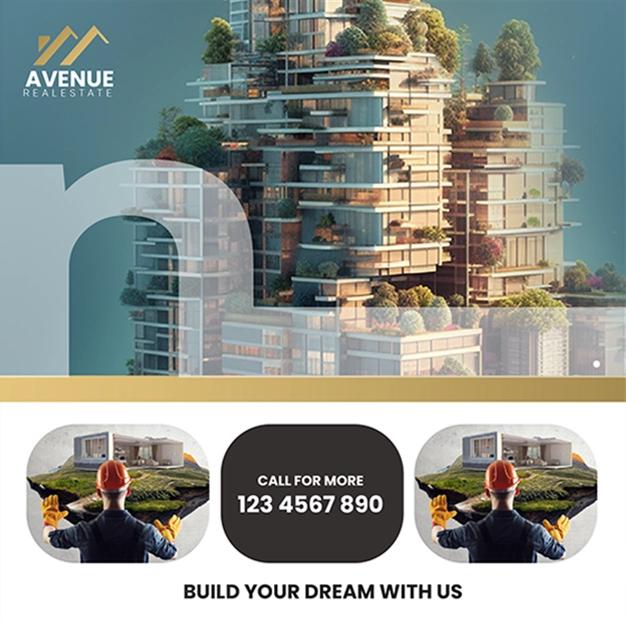 AVENUE
REALESTATE
n
CALL FOR MORE
123 4567 890
BUILD YOUR DREAM WITH US